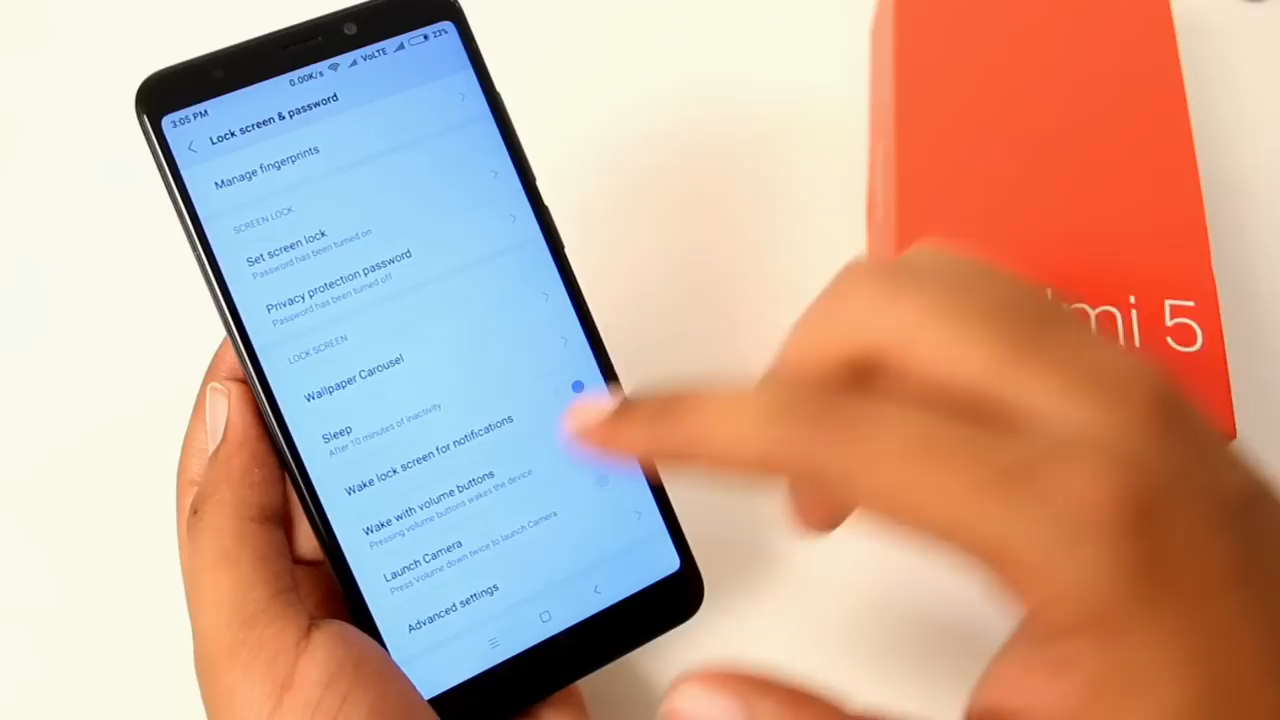 3:05 PM
0.00K/s
VoLTE
23%
Lock screen & password
Manage fingerprints
SCREEN LOCK
Set screen lock
Password has been turned on
Privacy protection password
Password has been turned off
LOCK SCREEN
Wallpaper Carousel
Sleep
After 10 minutes of inactivity
Wake lock screen for notifications
Wake with volume buttons
Pressing volume buttons wakes the device
Launch Camera
Press Volume down twice to launch Camera
Advanced settings
mi 5